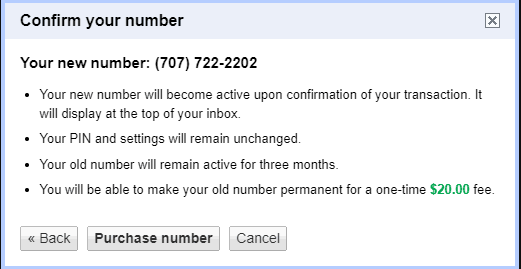 Confirm your number
Your new number: (707) 722-2202
• Your new number will become active upon confirmation of your transaction. It
will display at the top of your inbox.
• Your PIN and settings will remain unchanged.
• Your old number will remain active for three months.
• You will be able to make your old number permanent for a one-time $20.00 fee.
« Back Purchase number Cancel